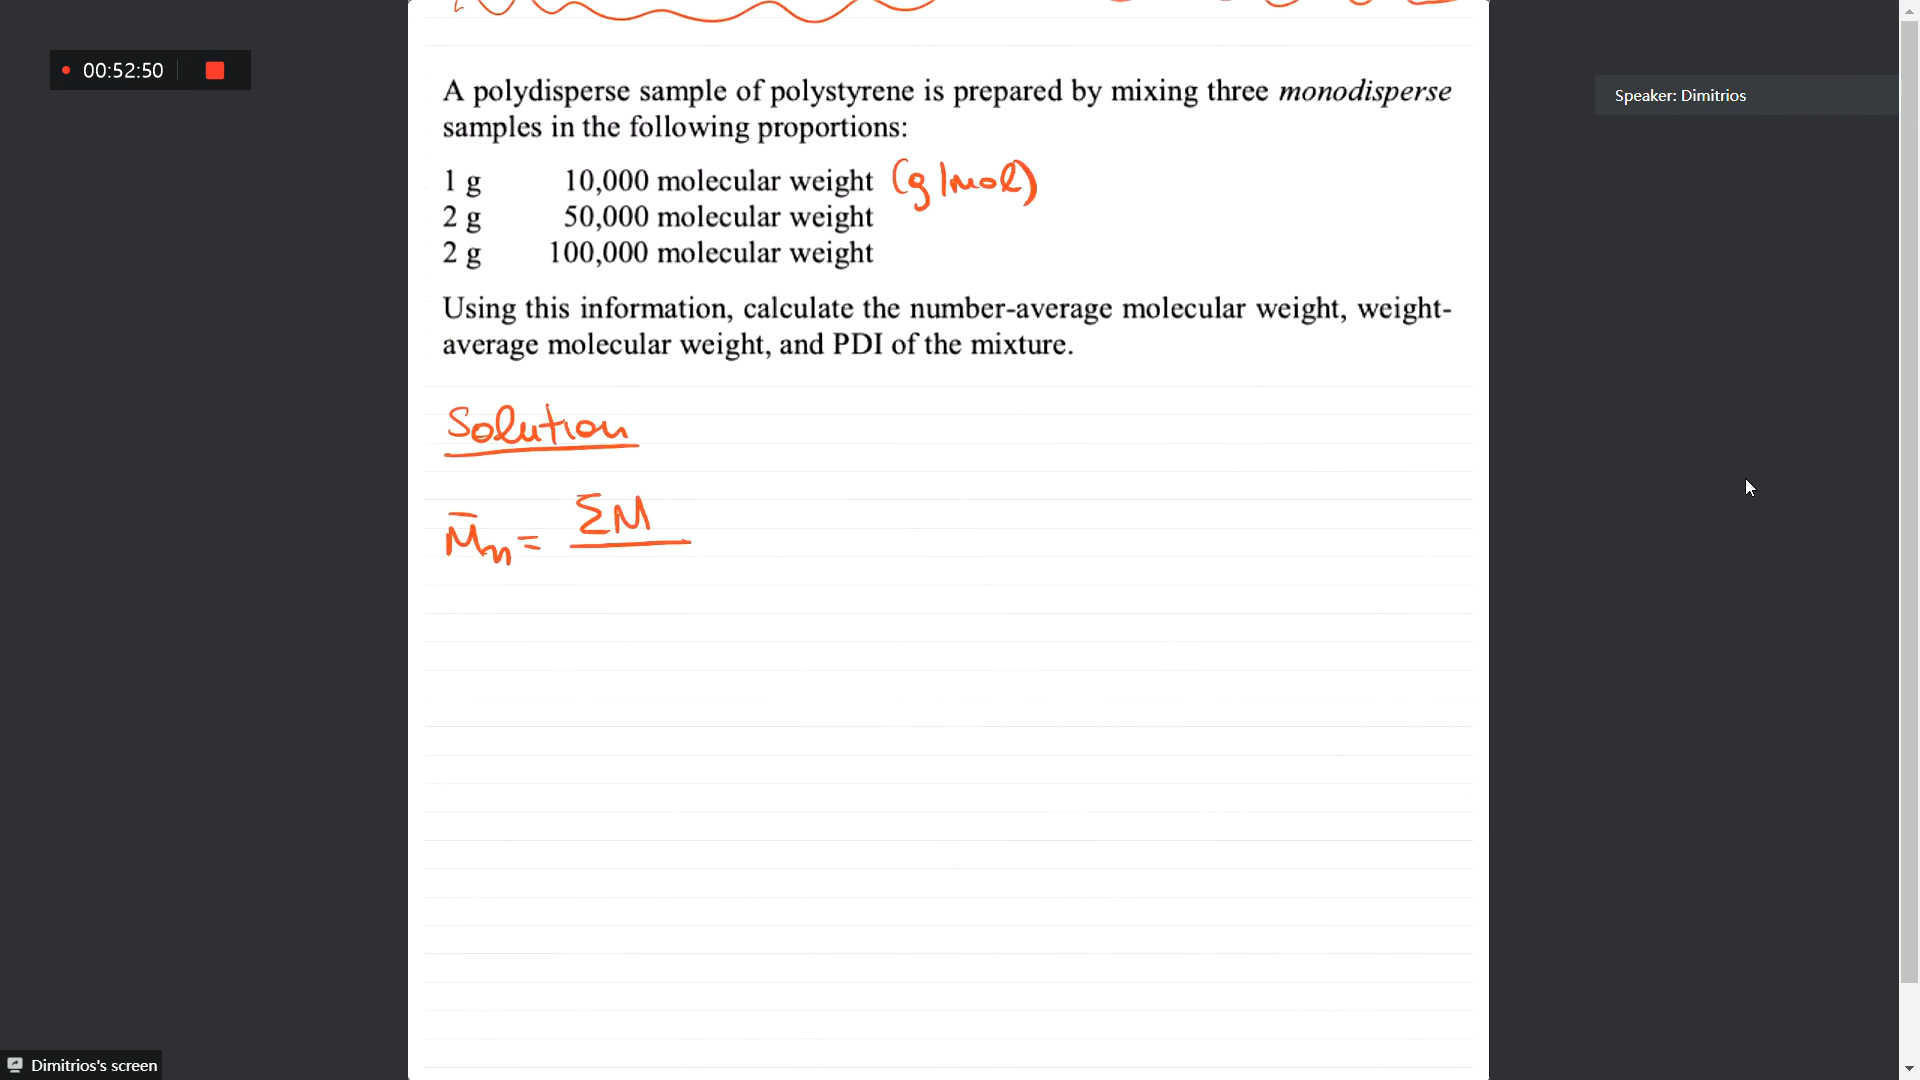 00:52:50
Speaker: Dimitrios
A polydisperse sample of polystyrene is prepared by mixing three monodisperse
samples in the following proportions:
1 g 10,000 molecular weight (g/mol)
2 g 50,000 molecular weight
2 g 100,000 molecular weight
Using this information, calculate the number-average molecular weight, weight-
average molecular weight, and PDI of the mixture.
Solution
M̄n = ΣM
Dimitrios's screen